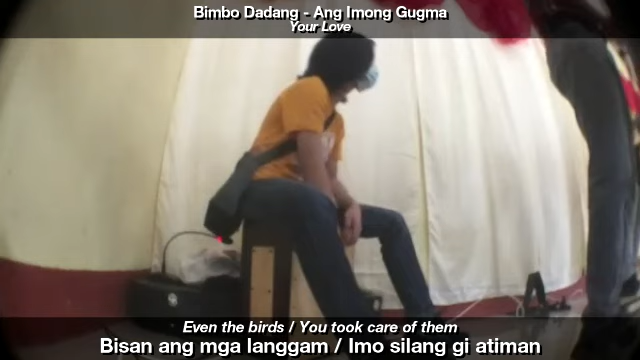 Bimbo Dadang - Ang Imong Gugma
Your Love
Even the birds / You took care of them
Bisan ang mga langgam / Imo silang gi atiman